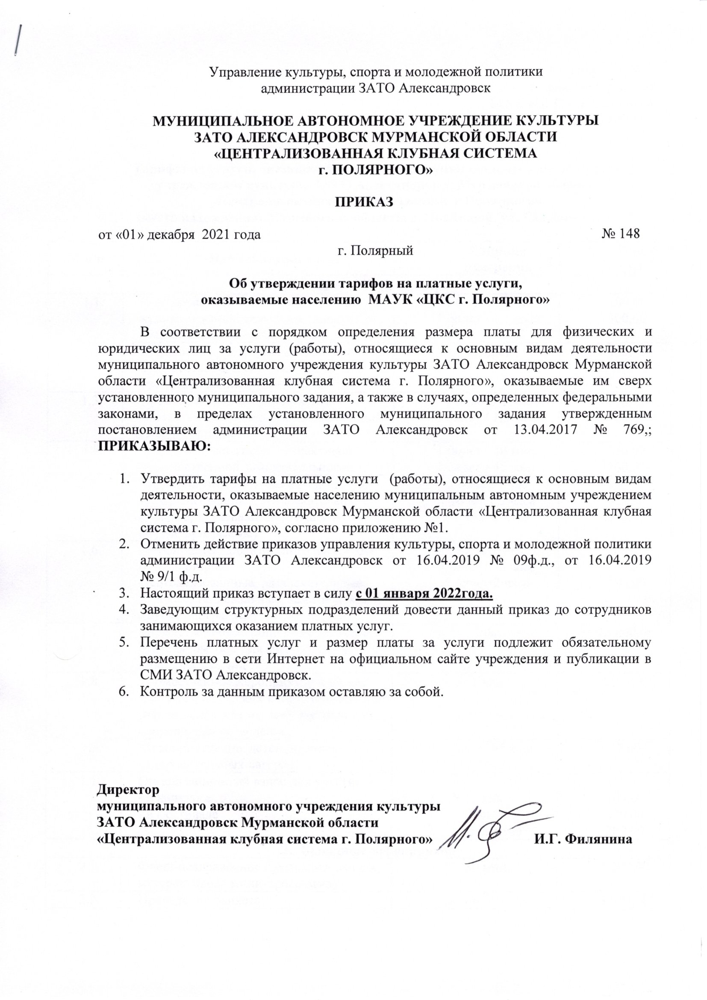 Управление культуры, спорта и молодежной политики
администрации ЗАТО Александровск
МУНИЦИПАЛЬНОЕ АВТОНОМНОЕ УЧРЕЖДЕНИЕ КУЛЬТУРЫ
ЗАТО АЛЕКСАНДРОВСК МУРМАНСКОЙ ОБЛАСТИ
«ЦЕНТРАЛИЗОВАННАЯ КЛУБНАЯ СИСТЕМА
г. ПОЛЯРНОГО»
ПРИКАЗ
от «01» декабря 2021 года № 148
г. Полярный
Об утверждении тарифов на платные услуги,
оказываемые населению МАУК «ЦКС г. Полярного»
В соответствии с порядком определения размера платы для физических и
юридических лиц за услуги (работы), относящиеся к основным видам деятельности
муниципального автономного учреждения культуры ЗАТО Александровск Мурманской
области «Централизованная клубная система г. Полярного», оказываемые им сверх
установленного муниципального задания, а также в случаях, определенных федеральными
законами, в пределах установленного муниципального задания утвержденным
постановлением администрации ЗАТО Александровск от 13.04.2017 № 769,;
ПРИКАЗЫВАЮ:
1. Утвердить тарифы на платные услуги (работы), относящиеся к основным видам
деятельности, оказываемые населению муниципальным автономным учреждением
культуры ЗАТО Александровск Мурманской области «Централизованная клубная
система г. Полярного», согласно приложению №1.
2. Отменить действие приказов управления культуры, спорта и молодежной политики
администрации ЗАТО Александровск от 16.04.2019 № 09ф.д., от 16.04.2019
№ 9/1 ф.д.
3. Настоящий приказ вступает в силу с 01 января 2022года.
4. Заведующим структурных подразделений довести данный приказ до сотрудников
занимающихся оказанием платных услуг.
5. Перечень платных услуг и размер платы за услуги подлежит обязательному
размещению в сети Интернет на официальном сайте учреждения и публикации в
СМИ ЗАТО Александровск.
6. Контроль за данным приказом оставляю за собой.
Директор
муниципального автономного учреждения культуры
ЗАТО Александровск Мурманской области
«Централизованная клубная система г. Полярного» И.Г. Филянина